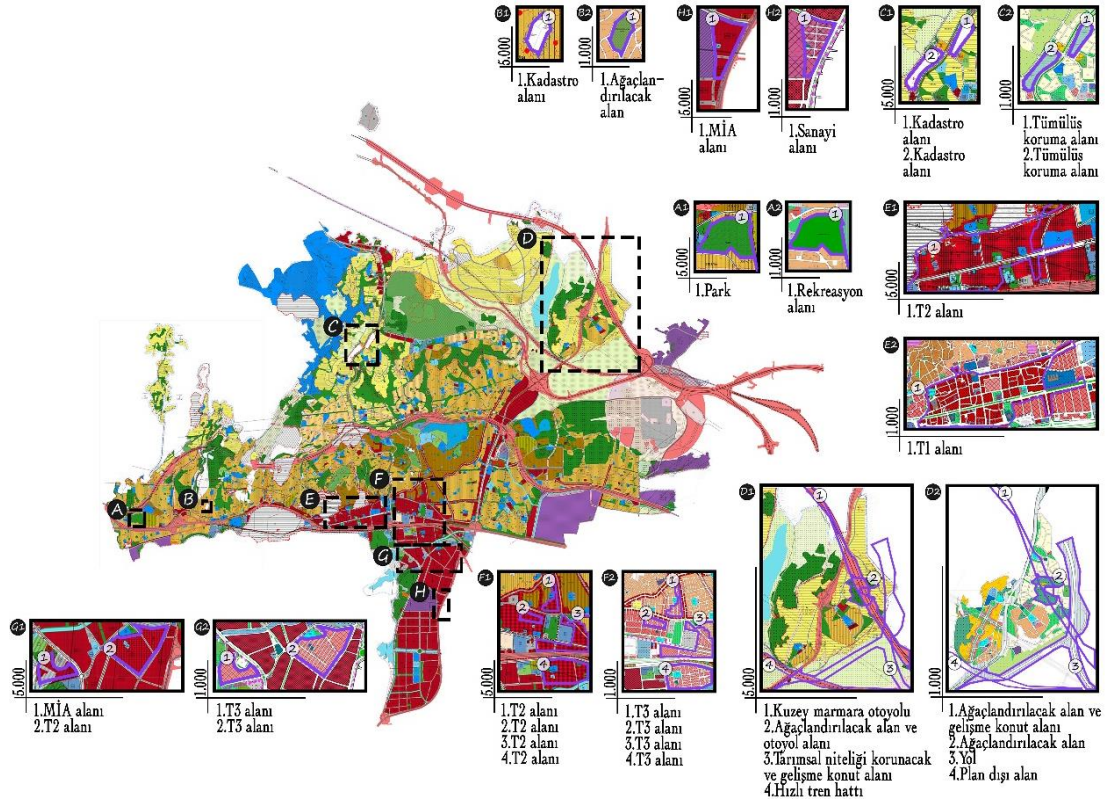 B1
5.000
1
1.Kadastro
alanı
B2
1.000
1
1.Ağaçlan-
dırılacak
alan
H1
5.000
1
1.MİA
alanı
H2
1.000
1
1.Sanayi
alanı
C1
5.000
1
2
1.Kadastro
alanı
2.Kadastro
alanı
C2
1.000
1
2
1.Tümülüs
koruma alanı
2.Tümülüs
koruma alanı
A1
5.000
1
1.Park
A2
1.000
1
1.Rekreasyon
alanı
E1
5.000
1
1.T2 alanı
E2
1.000
1
1.T1 alanı
D
C
F
E
B
A
G
H
G1
5.000
1
2
1.MİA alanı
2.T2 alanı
G2
1.000
1
2
1.T3 alanı
2.T3 alanı
F1
5.000
1
2
3
4
1.T2 alanı
2.T2 alanı
3.T2 alanı
4.T2 alanı
F2
1.000
1
2
3
4
1.T3 alanı
2.T3 alanı
3.T3 alanı
4.T3 alanı
D1
5.000
1
2
3
4
1.Kuzey marmara otoyolu
2.Ağaçlandırılacak alan ve
otoyol alanı
3.Tarımsal niteliği korunacak
ve gelişme konut alanı
4.Hızlı tren hattı
D2
1.000
1
2
3
4
1.Ağaçlandırılacak alan ve
gelişme konut alanı
2.Ağaçlandırılacak alan
3.Yol
4.Plan dışı alan